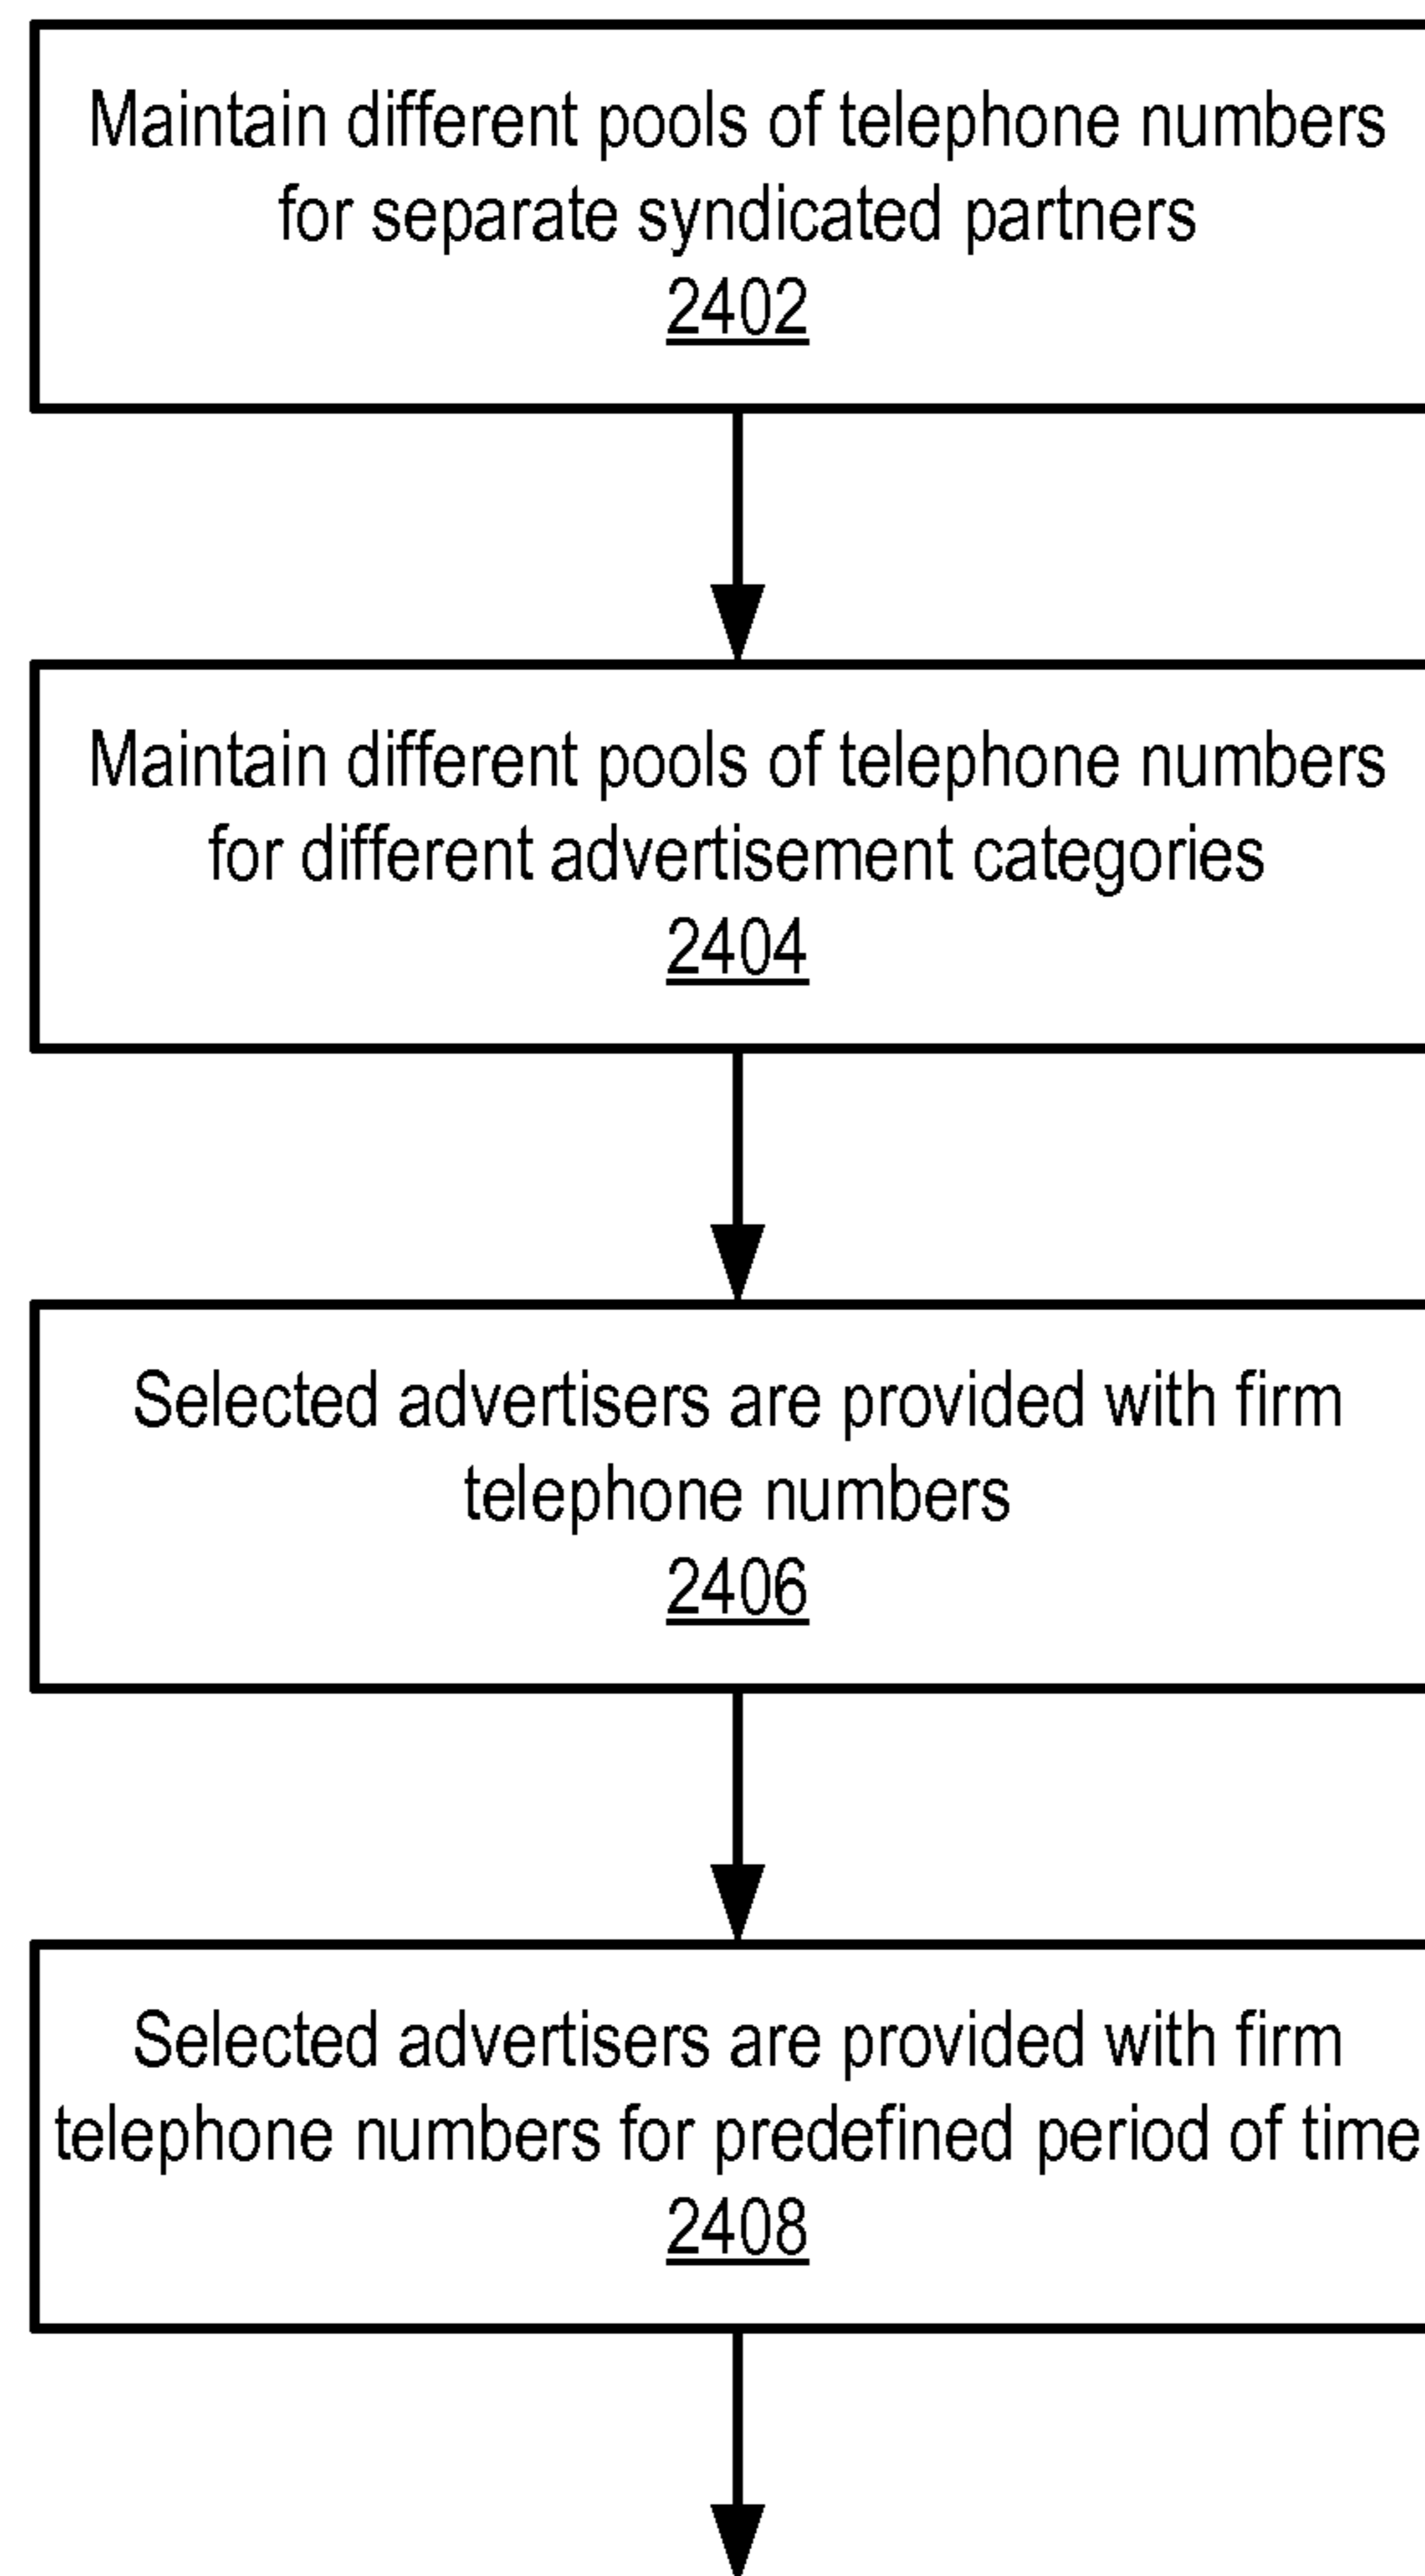 Maintain different pools of telephone numbers
for separate syndicated partners
2402
Maintain different pools of telephone numbers
for different advertisement categories
2404
Selected advertisers are provided with firm
telephone numbers
2406
Selected advertisers are provided with firm
telephone numbers for predefined period of time
2408